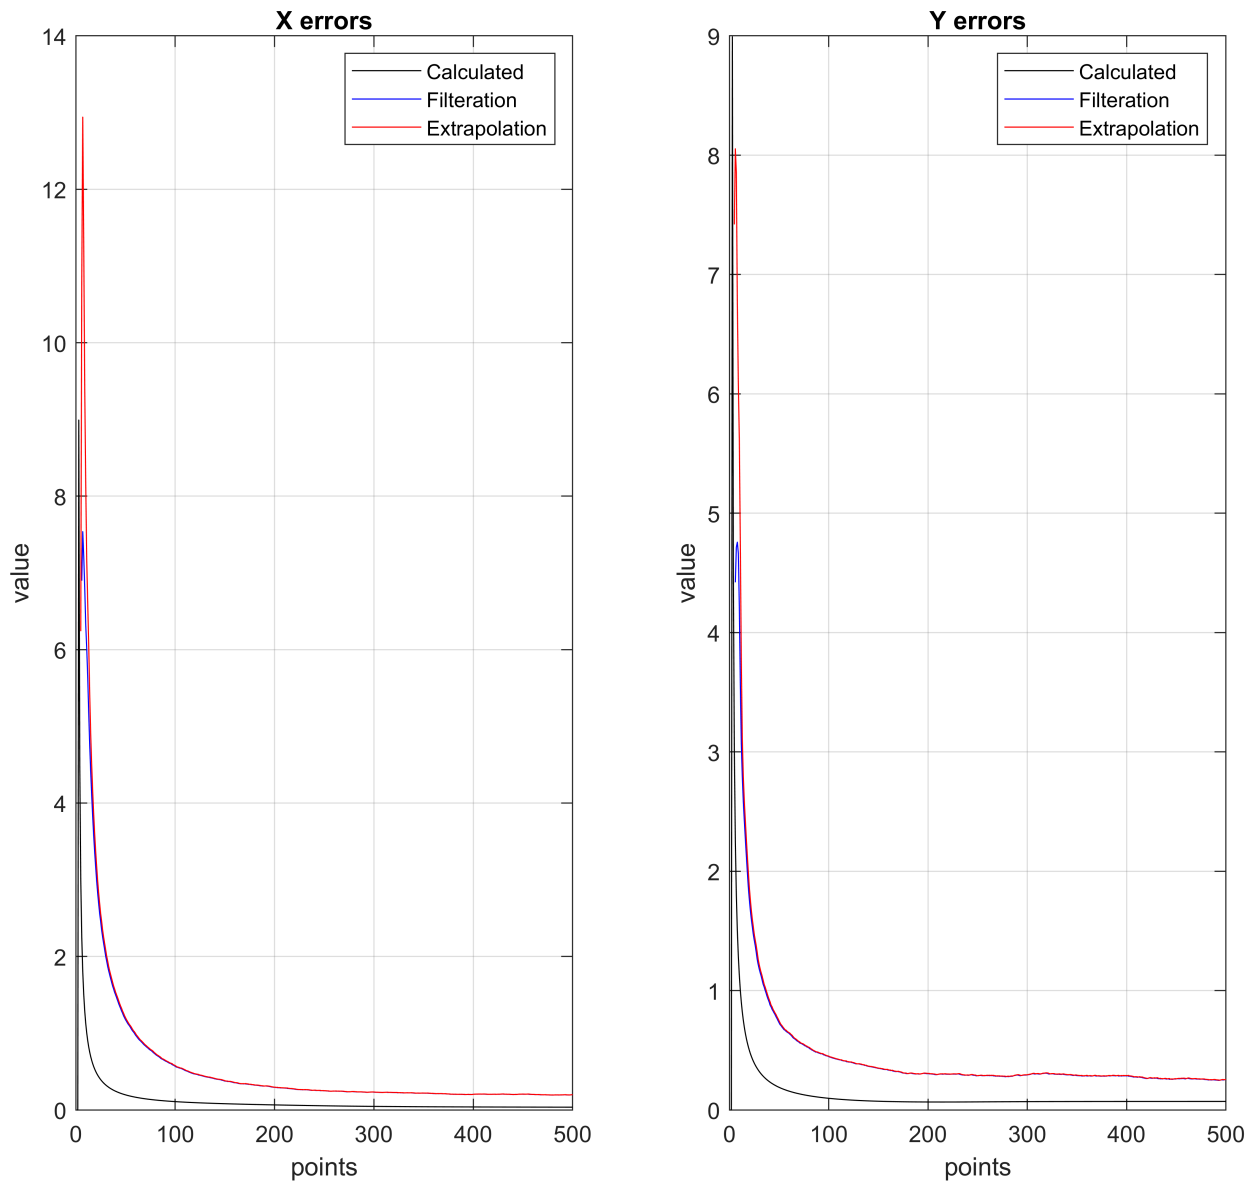 X errors
14
12
10
8
6
4
2
0
0 100 200 300 400 500
value
points
Calculated
Filteration
Extrapolation
Y errors
9
8
7
6
5
4
3
2
1
0
0 100 200 300 400 500
value
points
Calculated
Filteration
Extrapolation